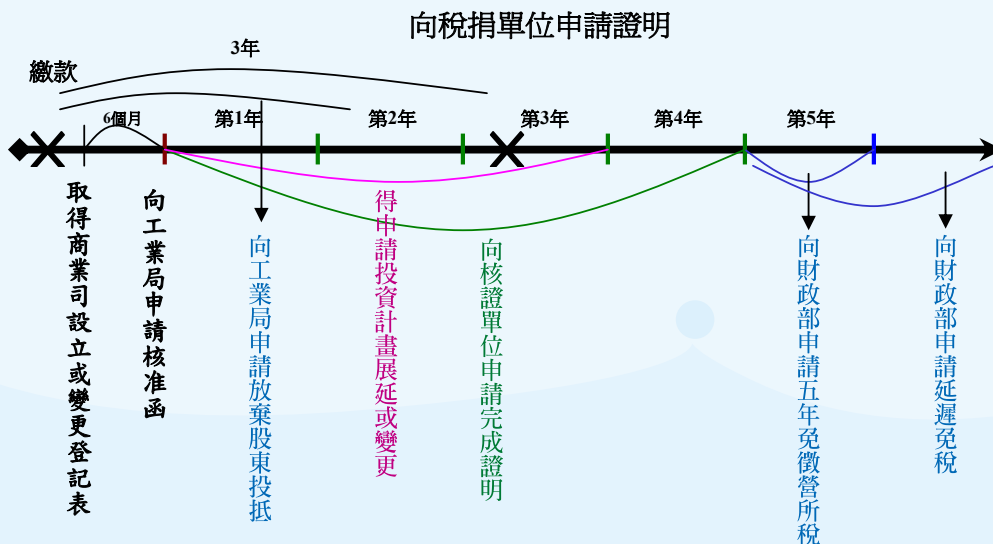 向稅捐單位申請證明
3年
繳款
6個月
第1年
第2年
第3年
第4年
第5年
取得商業司設立或變更登記表
向工業局申請核准函
向工業局申請放棄股東投抵
得申請投資計畫展延或變更
向核證單位申請完成證明
向財政部申請五年免徵營所稅
向財政部申請延遲免稅